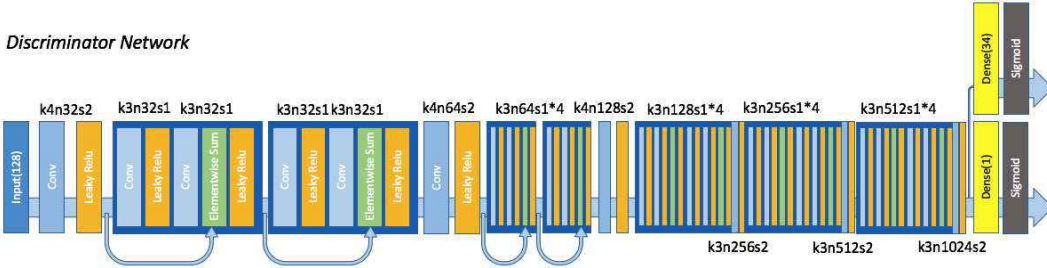 Discriminator Network
k4n32s2
k3n32s1
k3n32s1
k3n32s1
k3n32s1
k4n64s2
k3n64s1*4
k4n128s2
k3n128s1*4
k3n256s1*4
k3n512s1*4
Input(128)
Conv
Leaky Relu
Conv
Leaky Relu
Conv
Elementwise Sum
Leaky Relu
Conv
Leaky Relu
Conv
Elementwise Sum
Leaky Relu
Conv
Leaky Relu
Dense(34)
Sigmoid
Dense(1)
Sigmoid
k3n256s2
k3n512s2
k3n1024s2